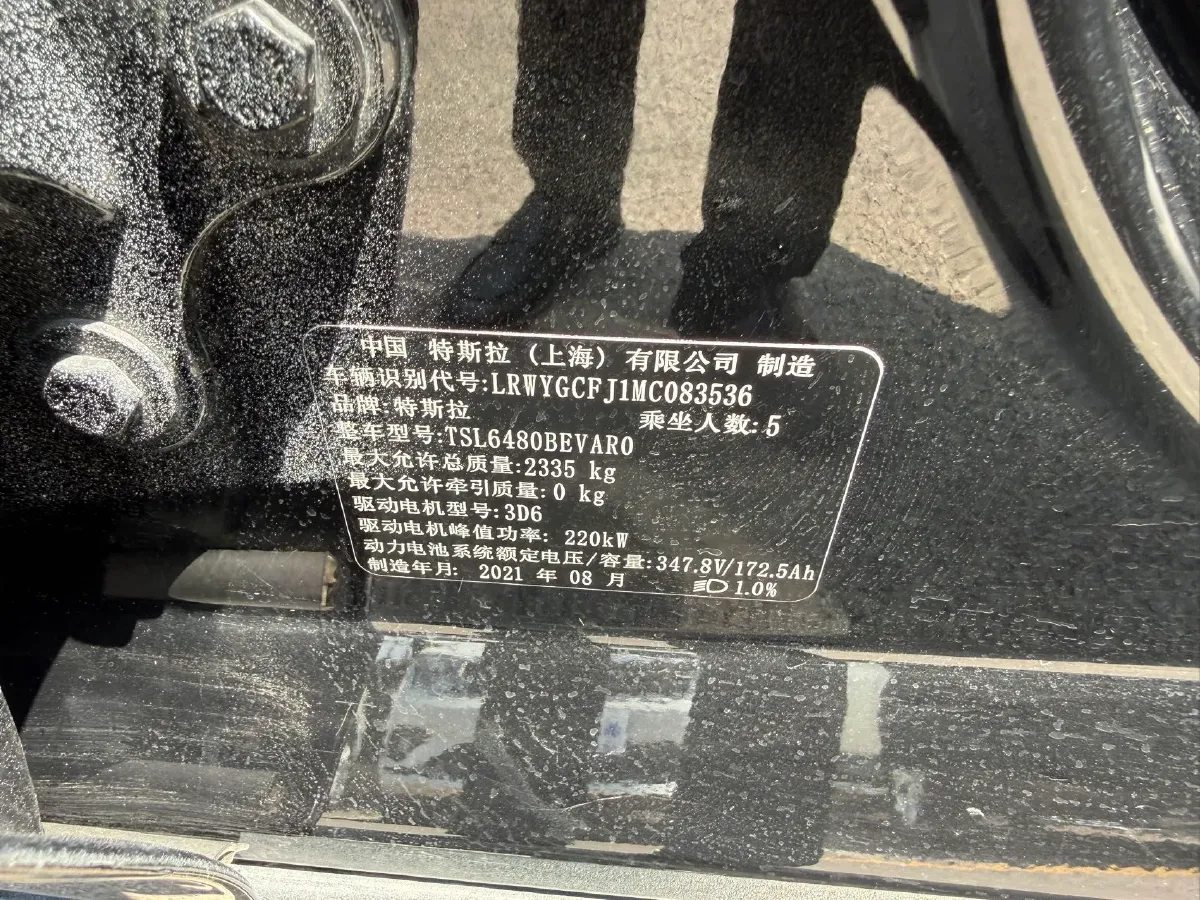 中国 特斯拉（上海）有限公司 制造
车辆识别代号:LRWYGCFJ1MC083536
品牌:特斯拉 乘坐人数:5
整车型号:TSL6480BEVAR0
最大允许总质量:2335 kg
最大允许牵引质量: 0 kg
驱动电机型号:3D6
驱动电机峰值功率: 220kW
动力电池系统额定电压/容量:347.8V/172.5Ah
制造年月: 2021 年 08 月 1.0%